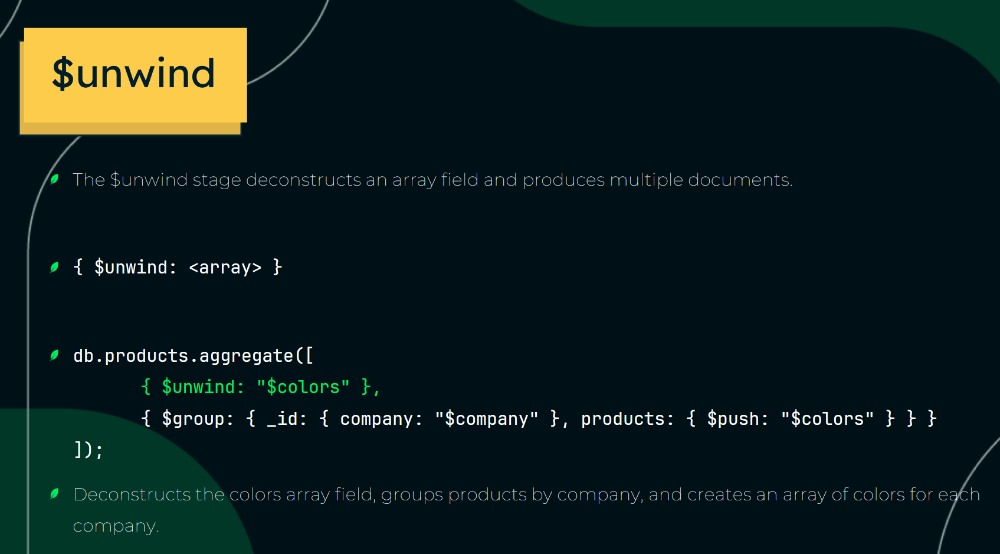 $unwind
The $unwind stage deconstructs an array field and produces multiple documents.
{ $unwind: <array> }
db.products.aggregate([
{ $unwind: "$colors" },
{ $group: { _id: { company: "$company" }, products: { $push: "$colors" } } }
]);
Deconstructs the colors array field, groups products by company, and creates an array of colors for each
company.